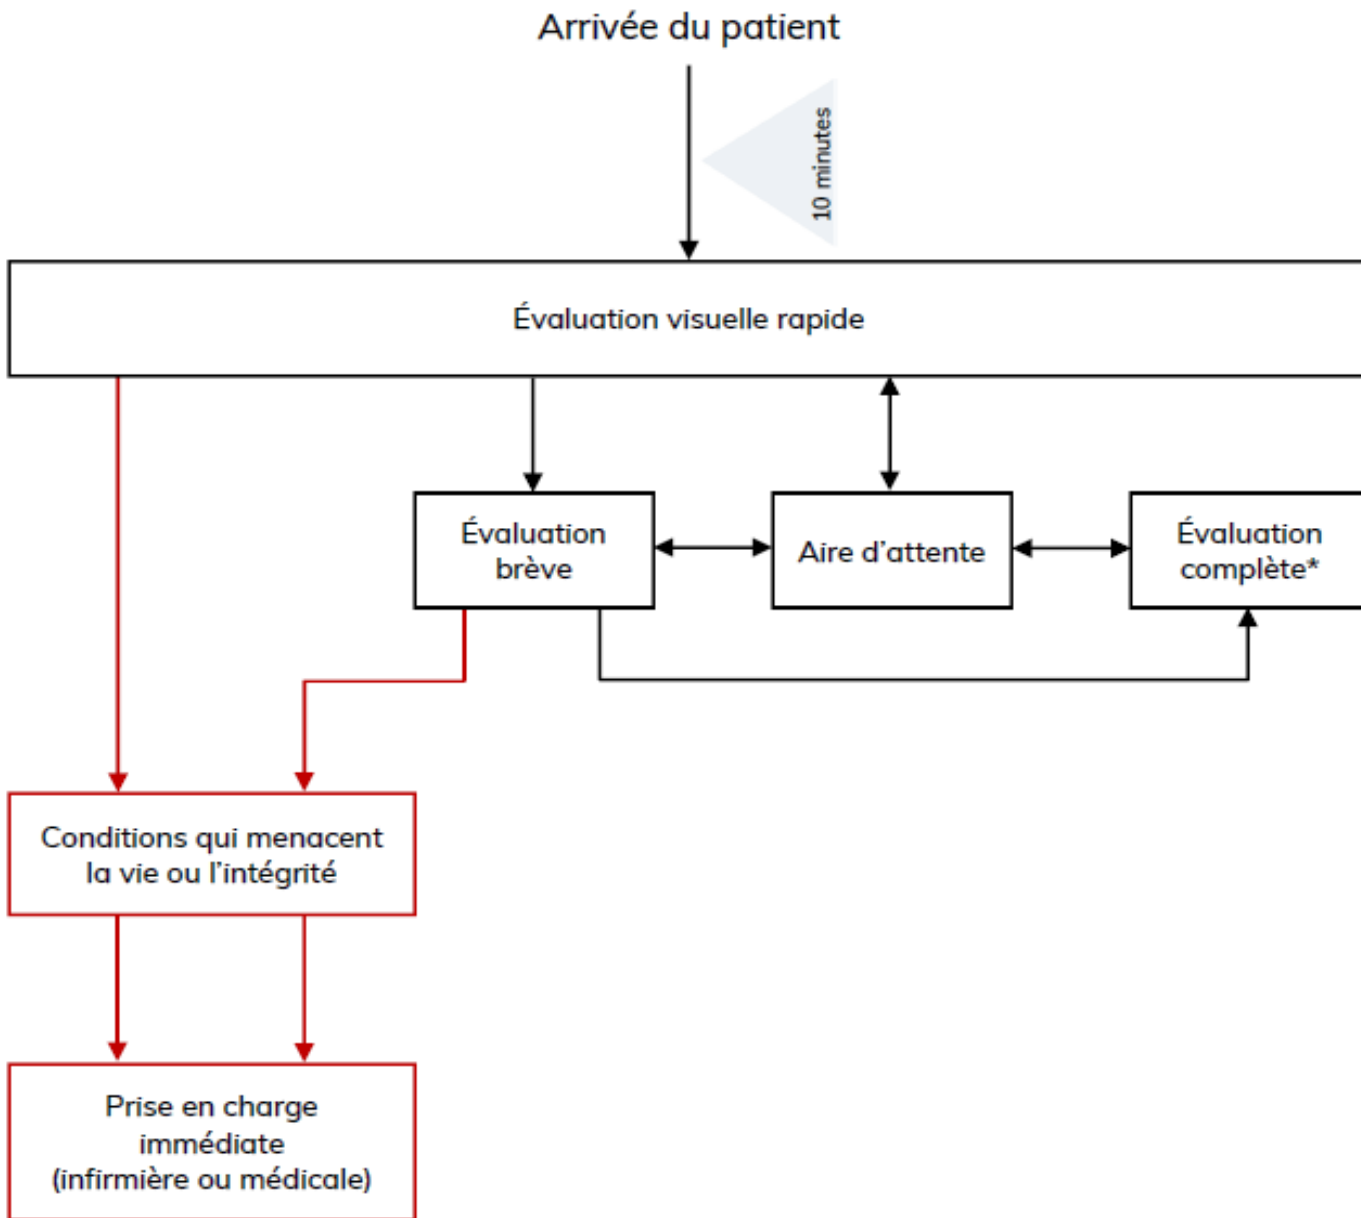 Arrivée du patient
10 minutes
Évaluation visuelle rapide
Évaluation
brève
Aire d'attente
Évaluation
complète*
Conditions qui menacent
la vie ou l'intégrité
Prise en charge
immédiate
(infirmière ou médicale)